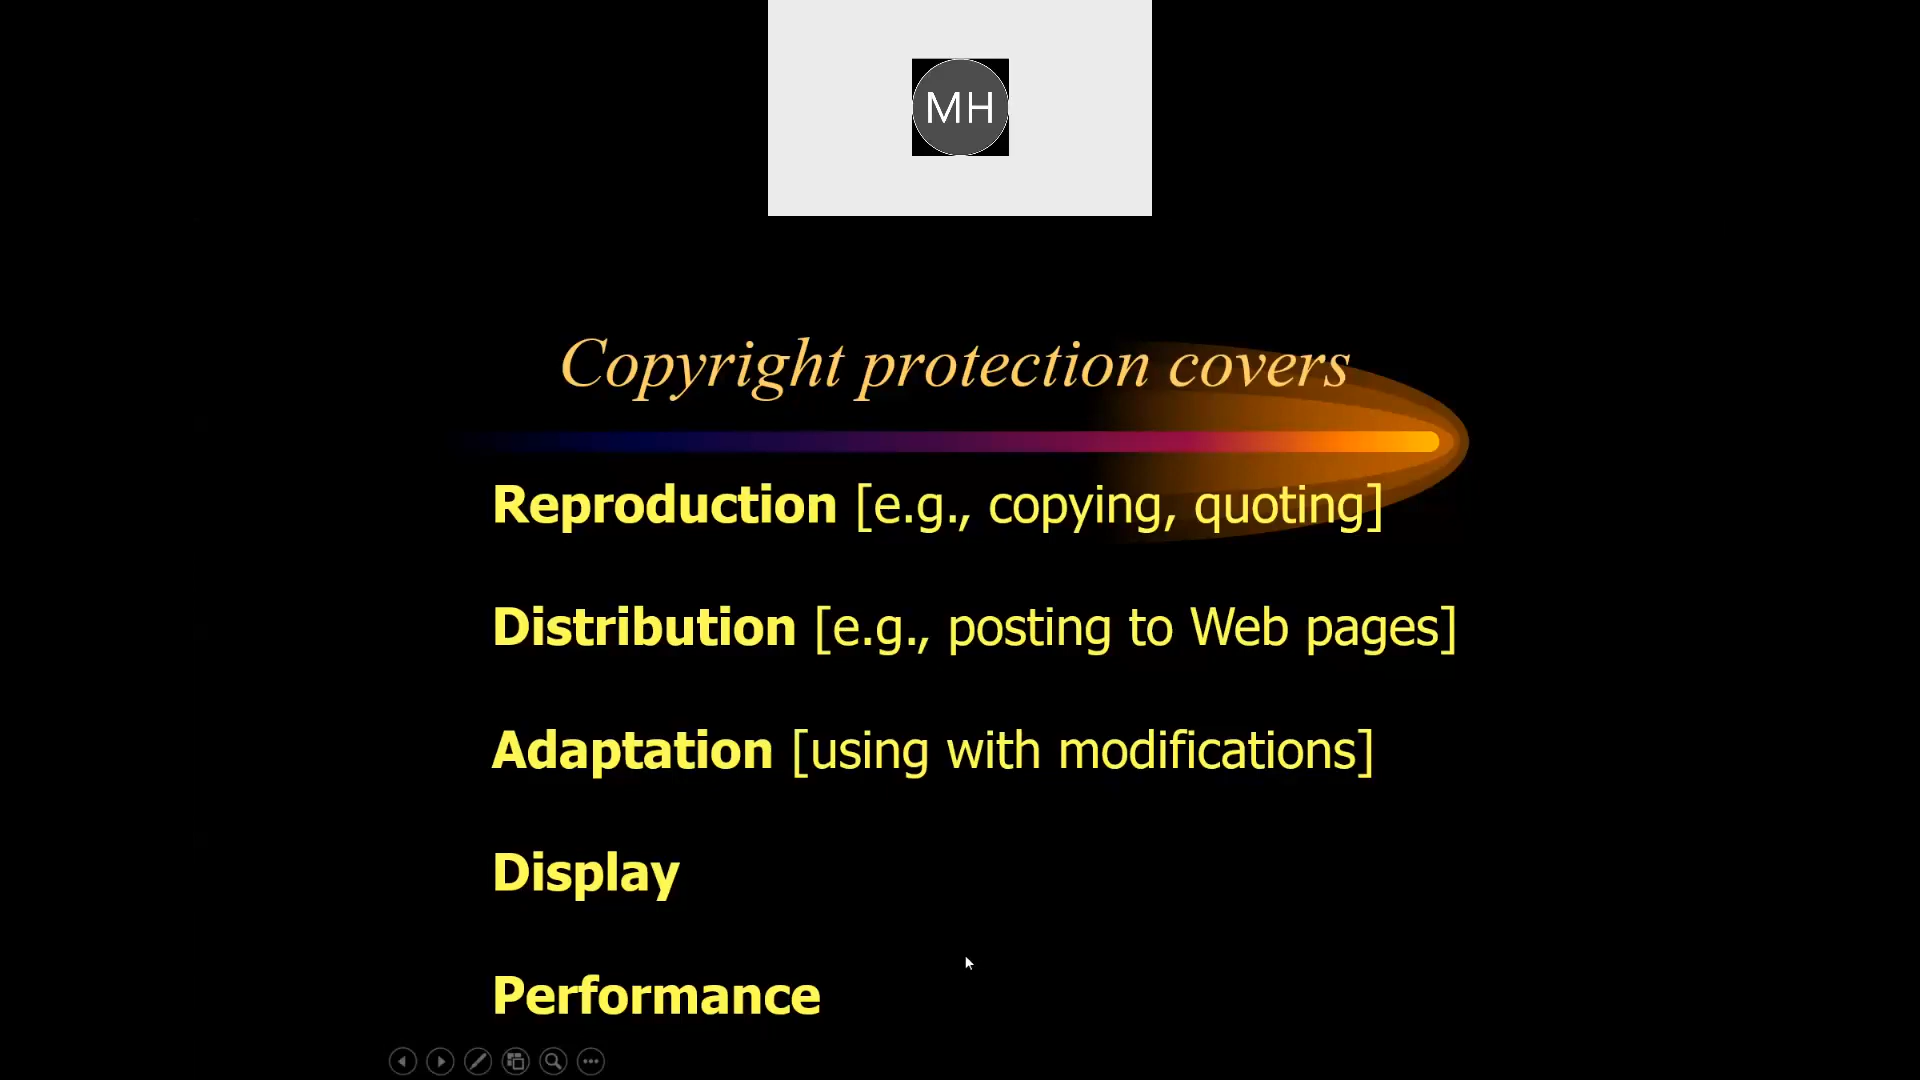 MH
Copyright protection covers
Reproduction [e.g., copying, quoting]
Distribution [e.g., posting to Web pages]
Adaptation [using with modifications]
Display
Performance